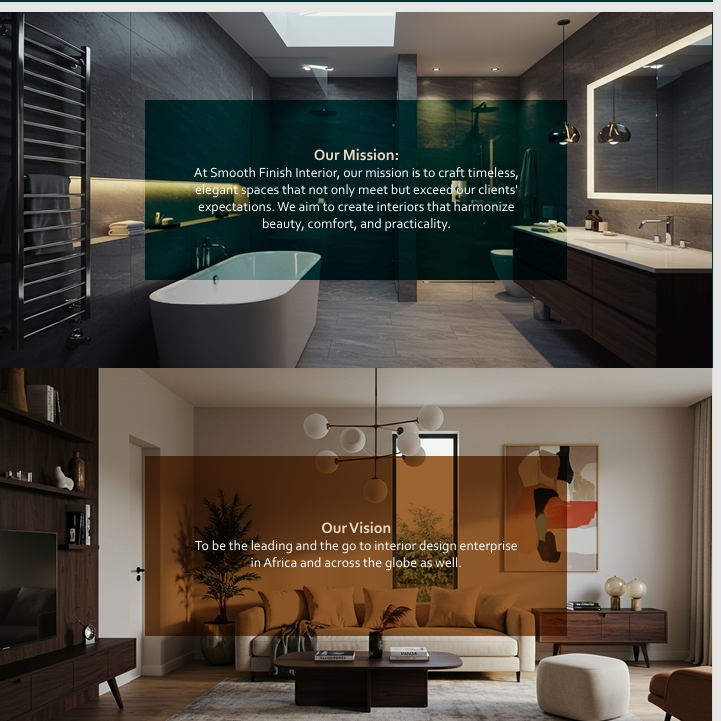 Our Mission:
At Smooth Finish Interior, our mission is to craft timeless,
elegant spaces that not only meet but exceed our clients'
expectations. We aim to create interiors that harmonize
beauty, comfort, and practicality.
Our Vision
To be the leading and the go to interior design enterprise
in Africa and across the globe as well.